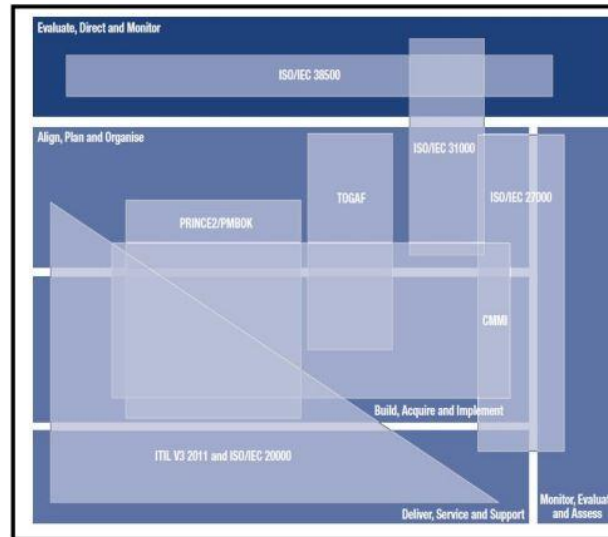 Evaluate, Direct and Monitor
ISO/IEC 38500
Align, Plan and Organise
ISO/IEC 31000
TOGAF
ISO/IEC 27000
PRINCE2/PMBOK
CMMI
Build, Acquire and Implement
ITIL V3 2011 and ISO/IEC 20000
Deliver, Service and Support
Monitor, Evaluat
and Assess